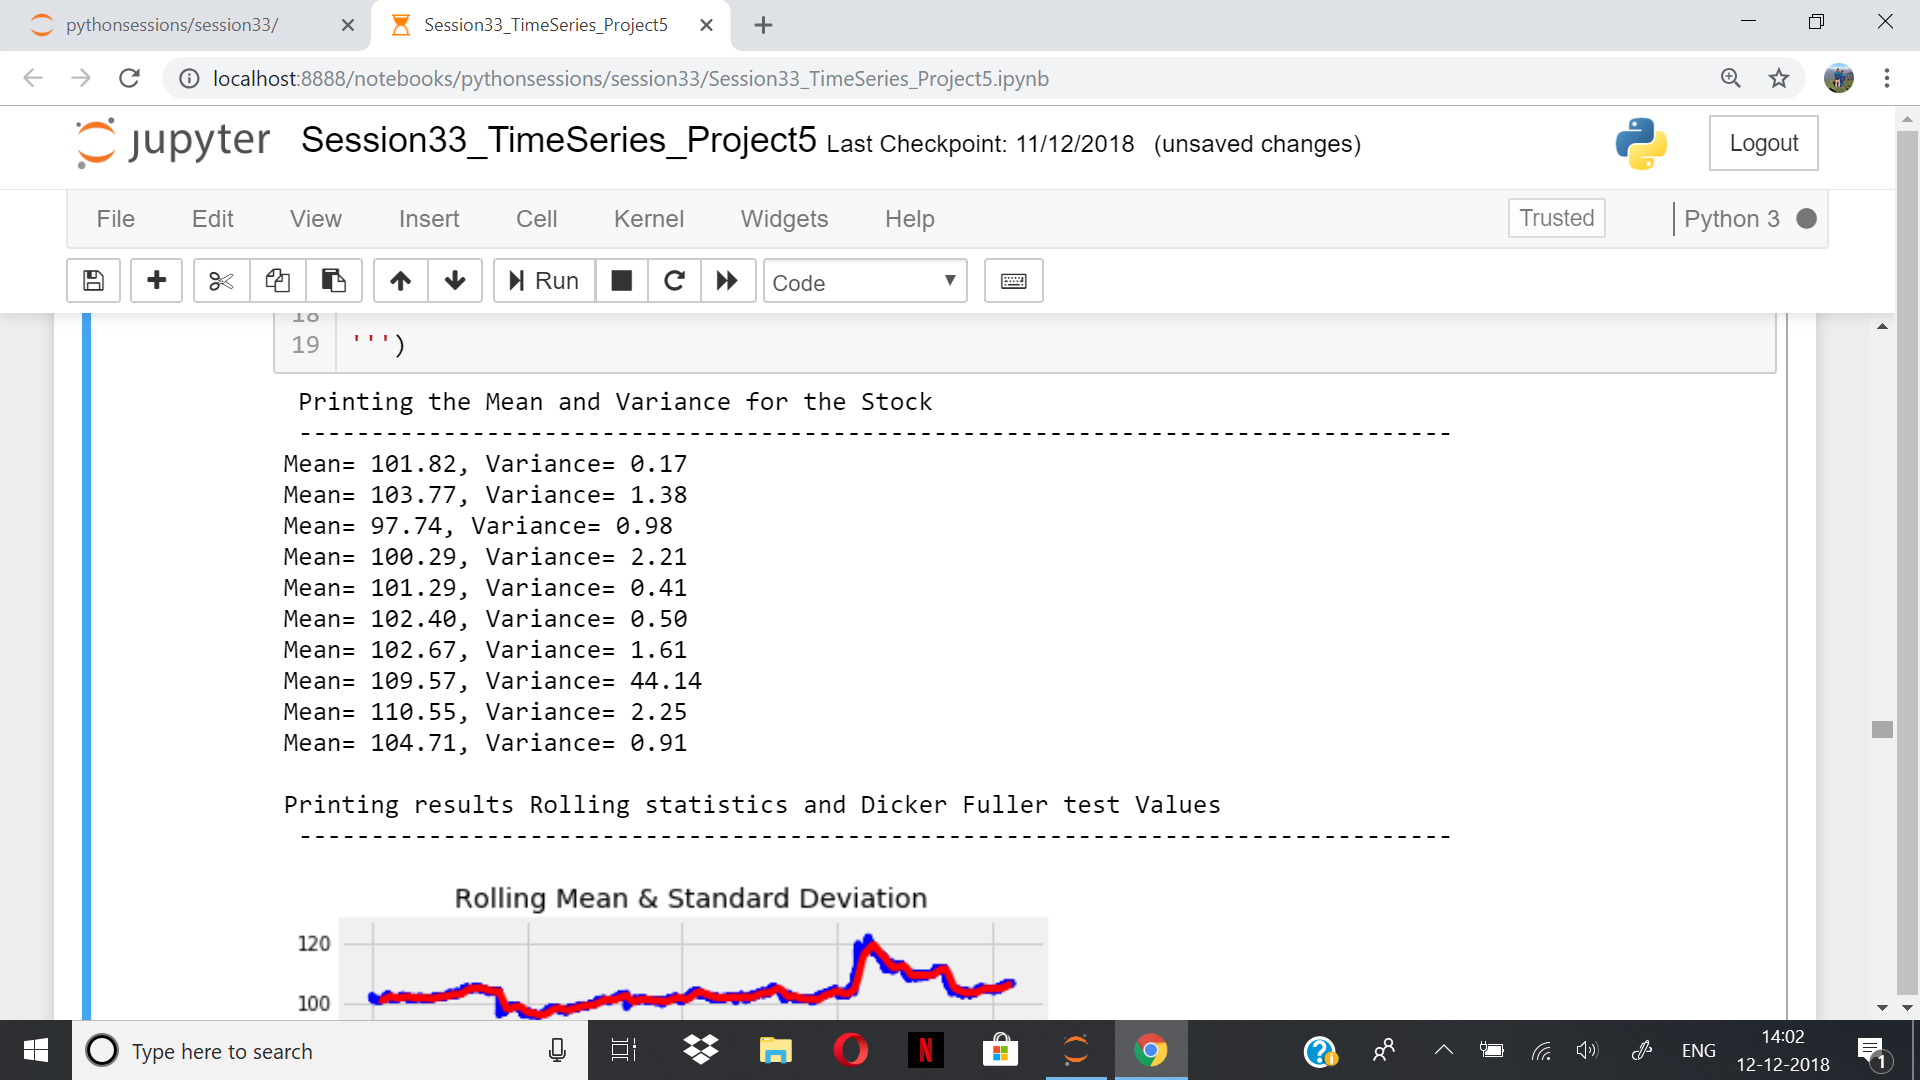 pythonsessions/session33/
Session33_TimeSeries_Project5
localhost:8888/notebooks/pythonsessions/session33/Session33_TimeSeries_Project5.ipynb
jupyter Session33_TimeSeries_Project5 Last Checkpoint: 11/12/2018 (unsaved changes)
Logout
File Edit View Insert Cell Kernel Widgets Help
Trusted
Python 3
Run
Code
18
19 ''')
Printing the Mean and Variance for the Stock
--------------------------------------------------------------------------------
Mean= 101.82, Variance= 0.17
Mean= 103.77, Variance= 1.38
Mean= 97.74, Variance= 0.98
Mean= 100.29, Variance= 2.21
Mean= 101.29, Variance= 0.41
Mean= 102.40, Variance= 0.50
Mean= 102.67, Variance= 1.61
Mean= 109.57, Variance= 44.14
Mean= 110.55, Variance= 2.25
Mean= 104.71, Variance= 0.91
Printing results Rolling statistics and Dicker Fuller test Values
--------------------------------------------------------------------------------
Rolling Mean & Standard Deviation
120
100
Type here to search
N
ENG
14:02
12-12-2018
1